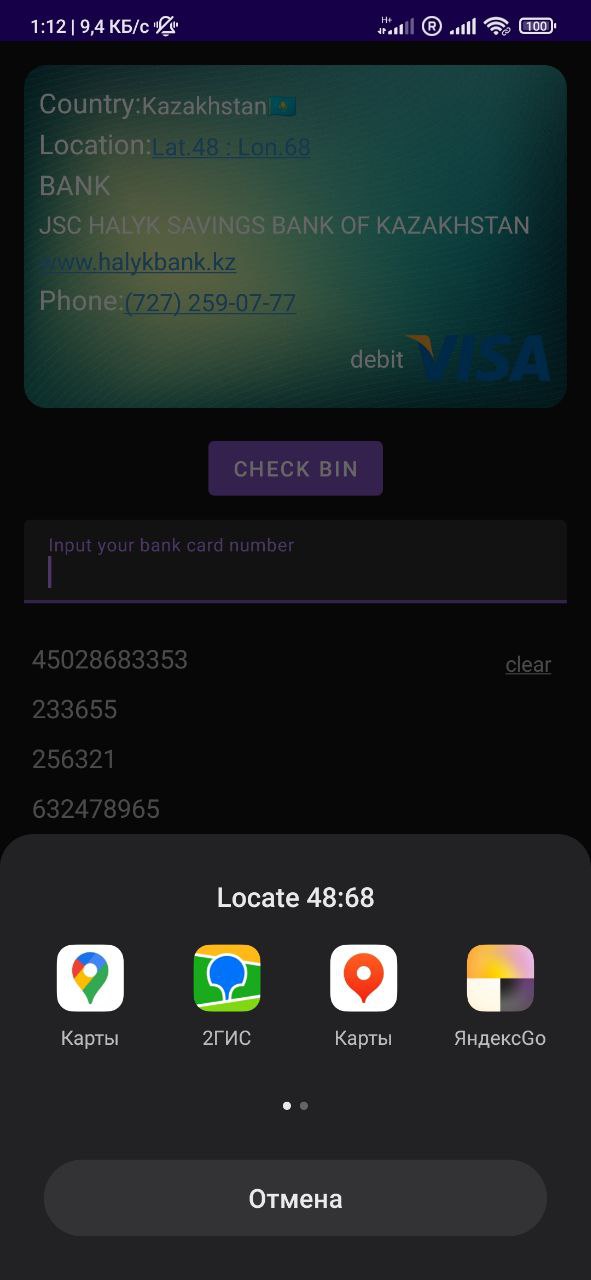 1:12 | 9,4 КБ/с H+ R 100
Country:Kazakhstan🇰🇿
Location:Lat.48 : Lon.68
BANK
JSC HALYK SAVINGS BANK OF KAZAKHSTAN
www.halykbank.kz
Phone:(727) 259-07-77
debit VISA
CHECK BIN
Input your bank card number
45028683353 clear
233655
256321
632478965
Locate 48:68
Карты 2ГИС Карты ЯндексGo
Отмена